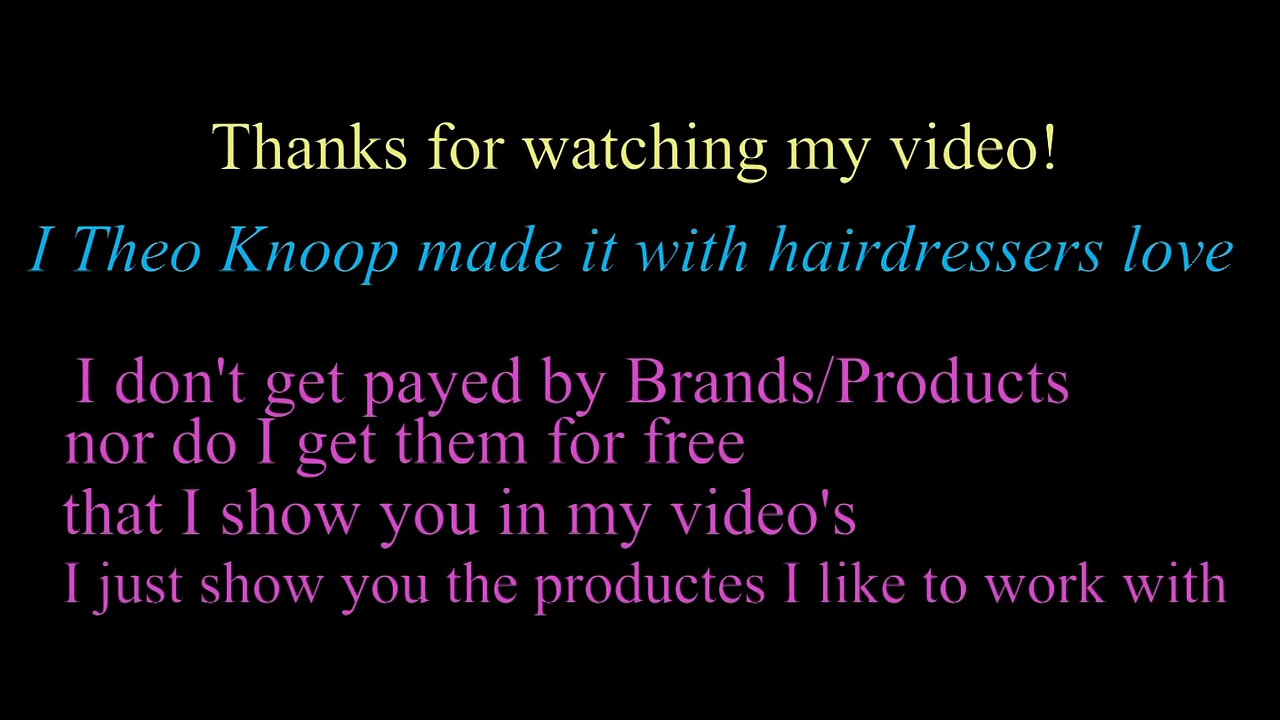 Thanks for watching my video!
I Theo Knoop made it with hairdressers love
I don't get payed by Brands/Products
nor do I get them for free
that I show you in my video's
I just show you the productes I like to work with